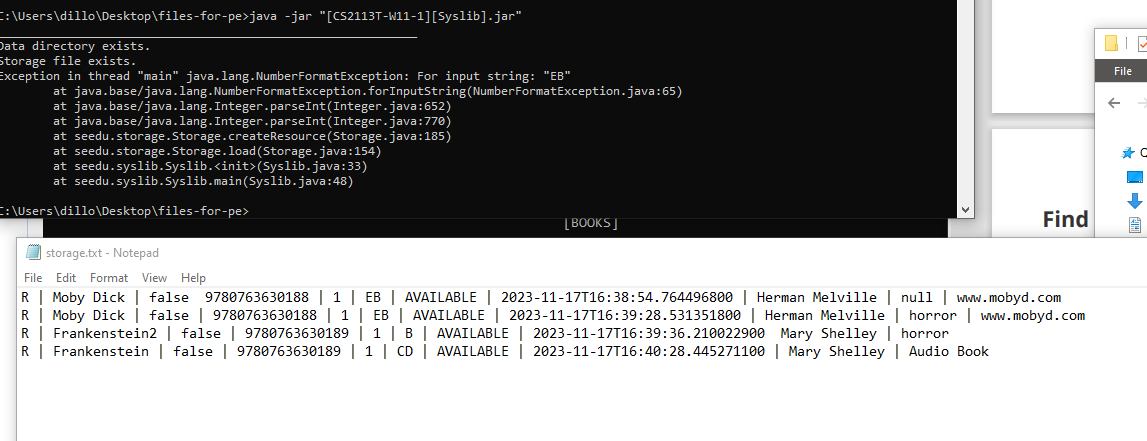 C:\Users\dillo\Desktop\files-for-pe>java -jar "[CS2113T-W11-1][Syslib].jar"
Data directory exists.
Storage file exists.
Exception in thread "main" java.lang.NumberFormatException: For input string: "EB"
at java.base/java.lang.NumberFormatException.forInputString(NumberFormatException.java:65)
at java.base/java.lang.Integer.parseInt(Integer.java:652)
at java.base/java.lang.Integer.parseInt(Integer.java:770)
at seedu.storage.Storage.createResource(Storage.java:185)
at seedu.storage.Storage.load(Storage.java:154)
at seedu.syslib.Syslib.<init>(Syslib.java:33)
at seedu.syslib.Syslib.main(Syslib.java:48)
C:\Users\dillo\Desktop\files-for-pe>
[BOOKS]
File
Find
storage.txt - Notepad
File Edit Format View Help
R | Moby Dick | false  9780763630188 | 1 | EB | AVAILABLE | 2023-11-17T16:38:54.764496800 | Herman Melville | null | www.mobyd.com
R | Moby Dick | false | 9780763630188 | 1 | EB | AVAILABLE | 2023-11-17T16:39:28.531351800 | Herman Melville | horror | www.mobyd.com
R | Frankenstein2 | false | 9780763630189 | 1 | B | AVAILABLE | 2023-11-17T16:39:36.210022900  Mary Shelley | horror
R | Frankenstein | false | 9780763630189 | 1 | CD | AVAILABLE | 2023-11-17T16:40:28.445271100 | Mary Shelley | Audio Book